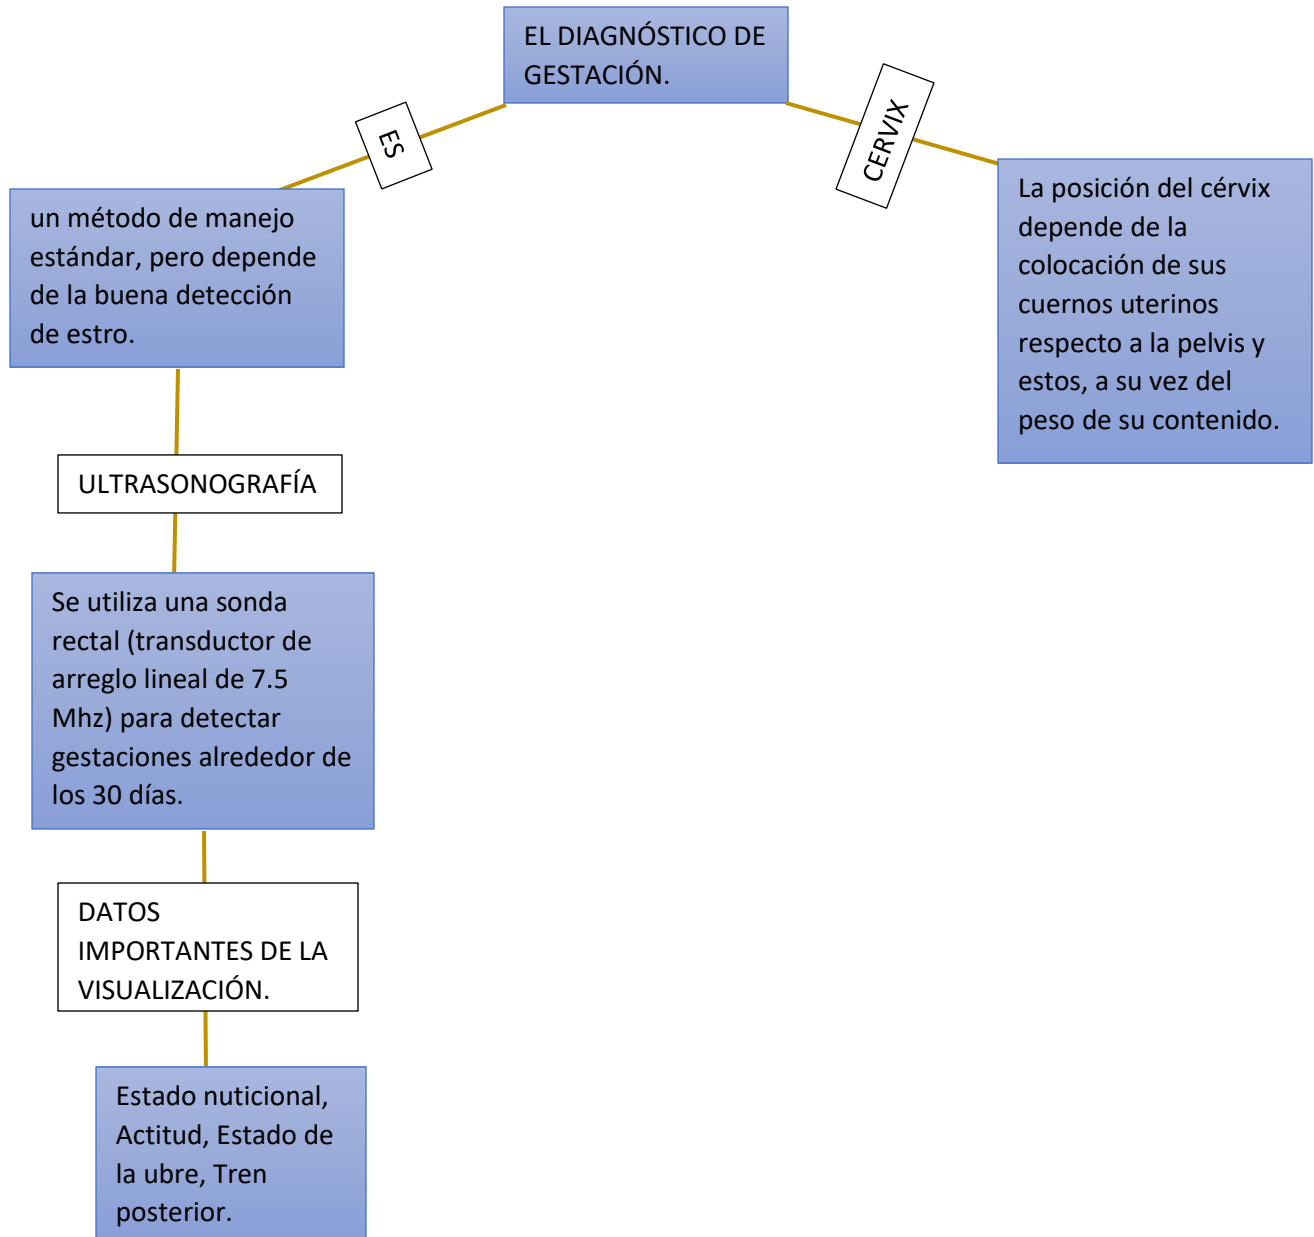 EL DIAGNÓSTICO DE
GESTACIÓN.
ES
CERVIX
un método de manejo
estándar, pero depende
de la buena detección
de estro.
La posición del cérvix
depende de la
colocación de sus
cuernos uterinos
respecto a la pelvis y
estos, a su vez del
peso de su contenido.
ULTRASONOGRAFÍA
Se utiliza una sonda
rectal (transductor de
arreglo lineal de 7.5
Mhz) para detectar
gestaciones alrededor de
los 30 días.
DATOS
IMPORTANTES DE LA
VISUALIZACIÓN.
Estado nuticional,
Actitud, Estado de
la ubre, Tren
posterior.